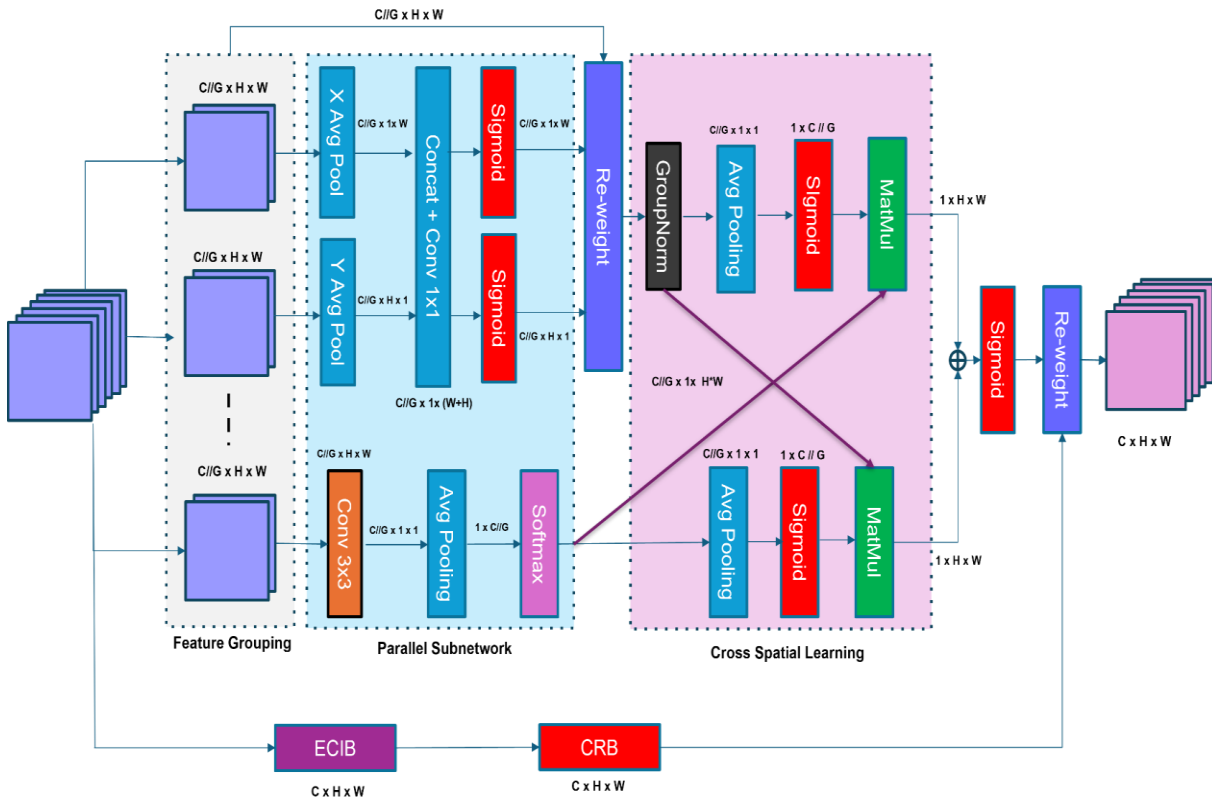 C//G x H x W
C//G x H x W
X Avg Pool
C//G x 1x W
Concat + Conv 1x1
Sigmoid
C//G x 1x W
Re-weight
GroupNorm
C//G x 1 x 1
Avg Pooling
1 x C // G
SIgmoid
MatMul
1 x H x W
C//G x H x W
Y Avg Pool
C//G x H x 1
Sigmoid
C//G x H x 1
C//G x 1x (W+H)
C//G x 1x H*W
Sigmoid
Re-weight
C x H x W
C//G x H x W
C//G x H x W
Conv 3x3
C//G x 1 x 1
Avg Pooling
1 x C//G
Softmax
C//G x 1 x 1
Avg Pooling
1 x C // G
Sigmoid
MatMul
1 x H x W
Feature Grouping
Parallel Subnetwork
Cross Spatial Learning
ECIB
C x H x W
CRB
C x H x W